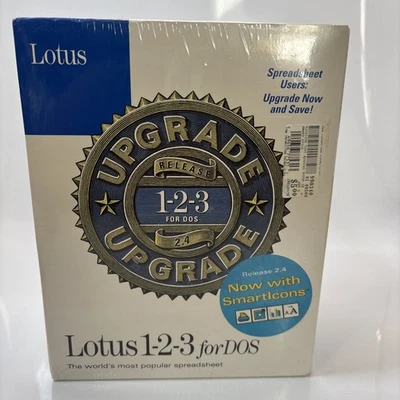 Lotus
Spreadsheet
Users:
Upgrade Now
and Save!
UPGRADE
RELEASE
1-2-3
FOR DOS
2.4
UPGRADE
Release 2.4
Now with
SmartIcons
Lotus 1-2-3 for DOS
The world's most popular spreadsheet